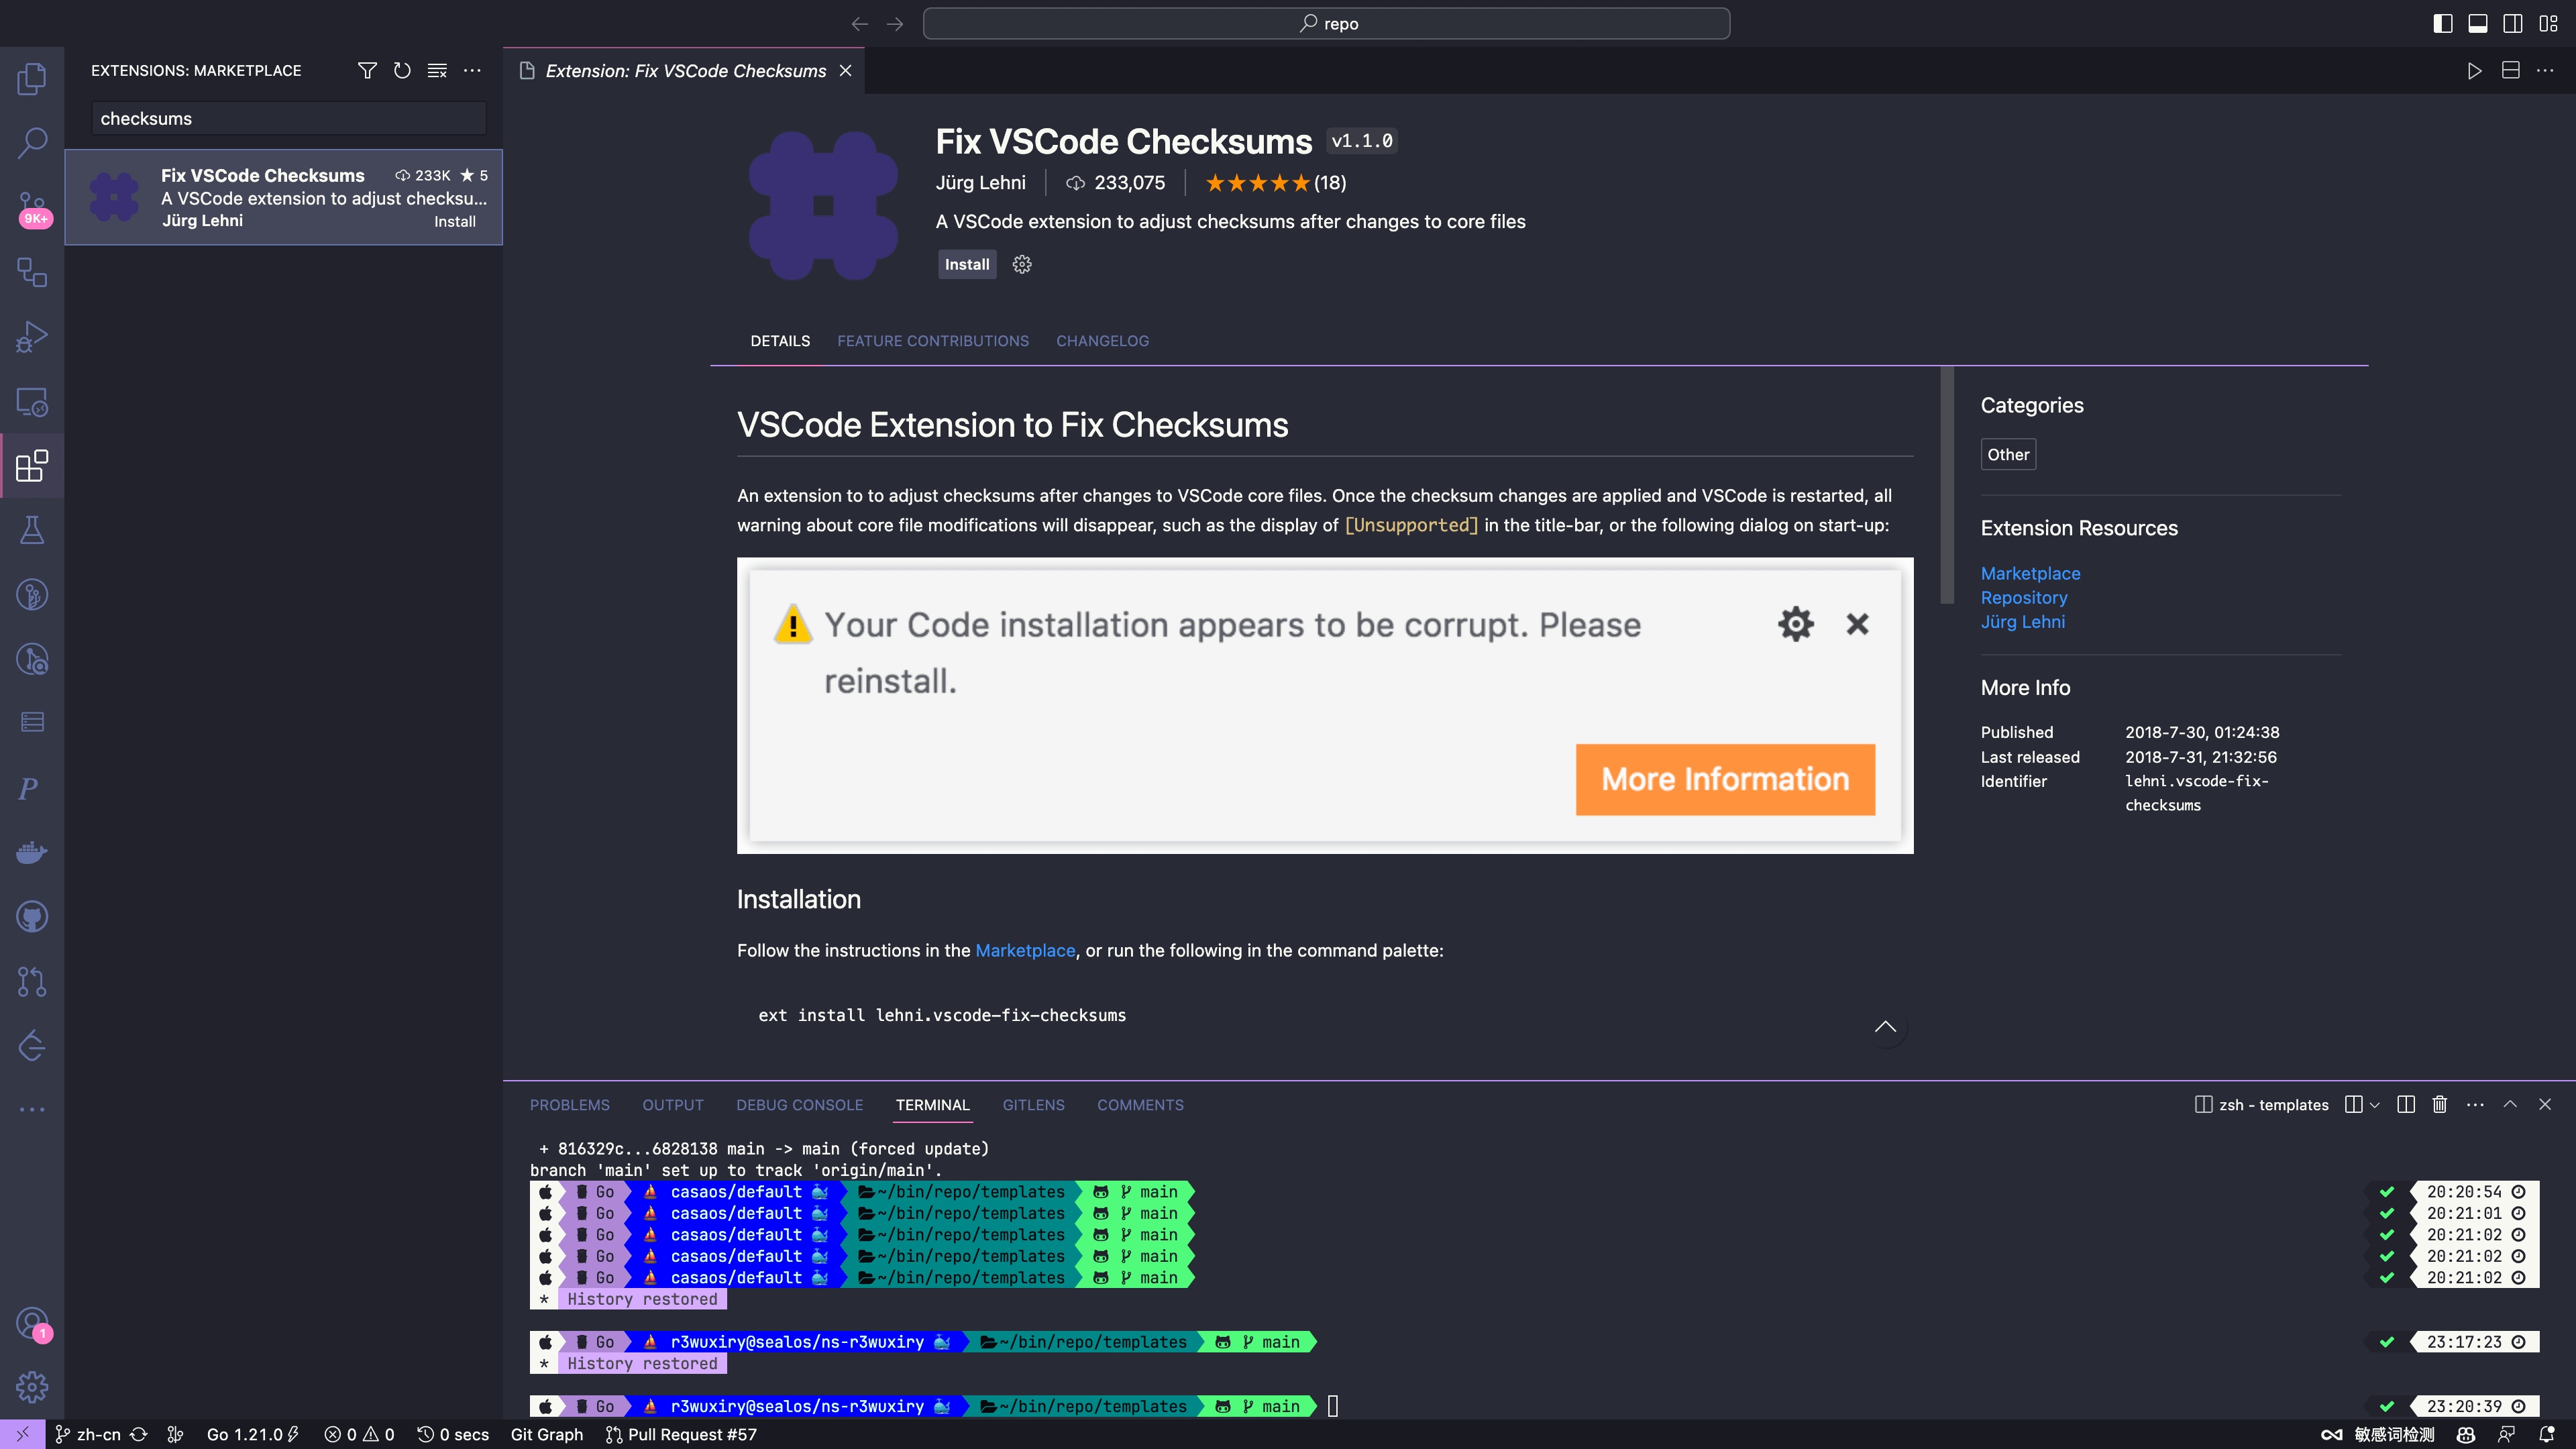 repo
EXTENSIONS: MARKETPLACE
checksums
Fix VSCode Checksums 233K ★ 5
A VSCode extension to adjust checksu...
Jürg Lehni Install
9K+
1
Extension: Fix VSCode Checksums
Fix VSCode Checksums v1.1.0
Jürg Lehni 233,075 ★★★★★(18)
A VSCode extension to adjust checksums after changes to core files
Install
DETAILS FEATURE CONTRIBUTIONS CHANGELOG
VSCode Extension to Fix Checksums
An extension to to adjust checksums after changes to VSCode core files. Once the checksum changes are applied and VSCode is restarted, all
warning about core file modifications will disappear, such as the display of [Unsupported] in the title-bar, or the following dialog on start-up:
Your Code installation appears to be corrupt. Please
reinstall.
More Information
Installation
Follow the instructions in the Marketplace, or run the following in the command palette:
ext install lehni.vscode-fix-checksums
Categories
Other
Extension Resources
Marketplace
Repository
Jürg Lehni
More Info
Published 2018-7-30, 01:24:38
Last released 2018-7-31, 21:32:56
Identifier lehni.vscode-fix-
checksums
PROBLEMS OUTPUT DEBUG CONSOLE TERMINAL GITLENS COMMENTS
zsh - templates
+ 816329c...6828138 main -> main (forced update)
branch 'main' set up to track 'origin/main'.
Go casaos/default ~/bin/repo/templates main 20:20:54
Go casaos/default ~/bin/repo/templates main 20:21:01
Go casaos/default ~/bin/repo/templates main 20:21:02
Go casaos/default ~/bin/repo/templates main 20:21:02
Go casaos/default ~/bin/repo/templates main 20:21:02
* History restored
Go r3wuxiry@sealos/ns-r3wuxiry ~/bin/repo/templates main 23:17:23
* History restored
Go r3wuxiry@sealos/ns-r3wuxiry ~/bin/repo/templates main 23:20:39
zh-cn Go 1.21.0 0 0 0 secs Git Graph Pull Request #57 敏感词检测